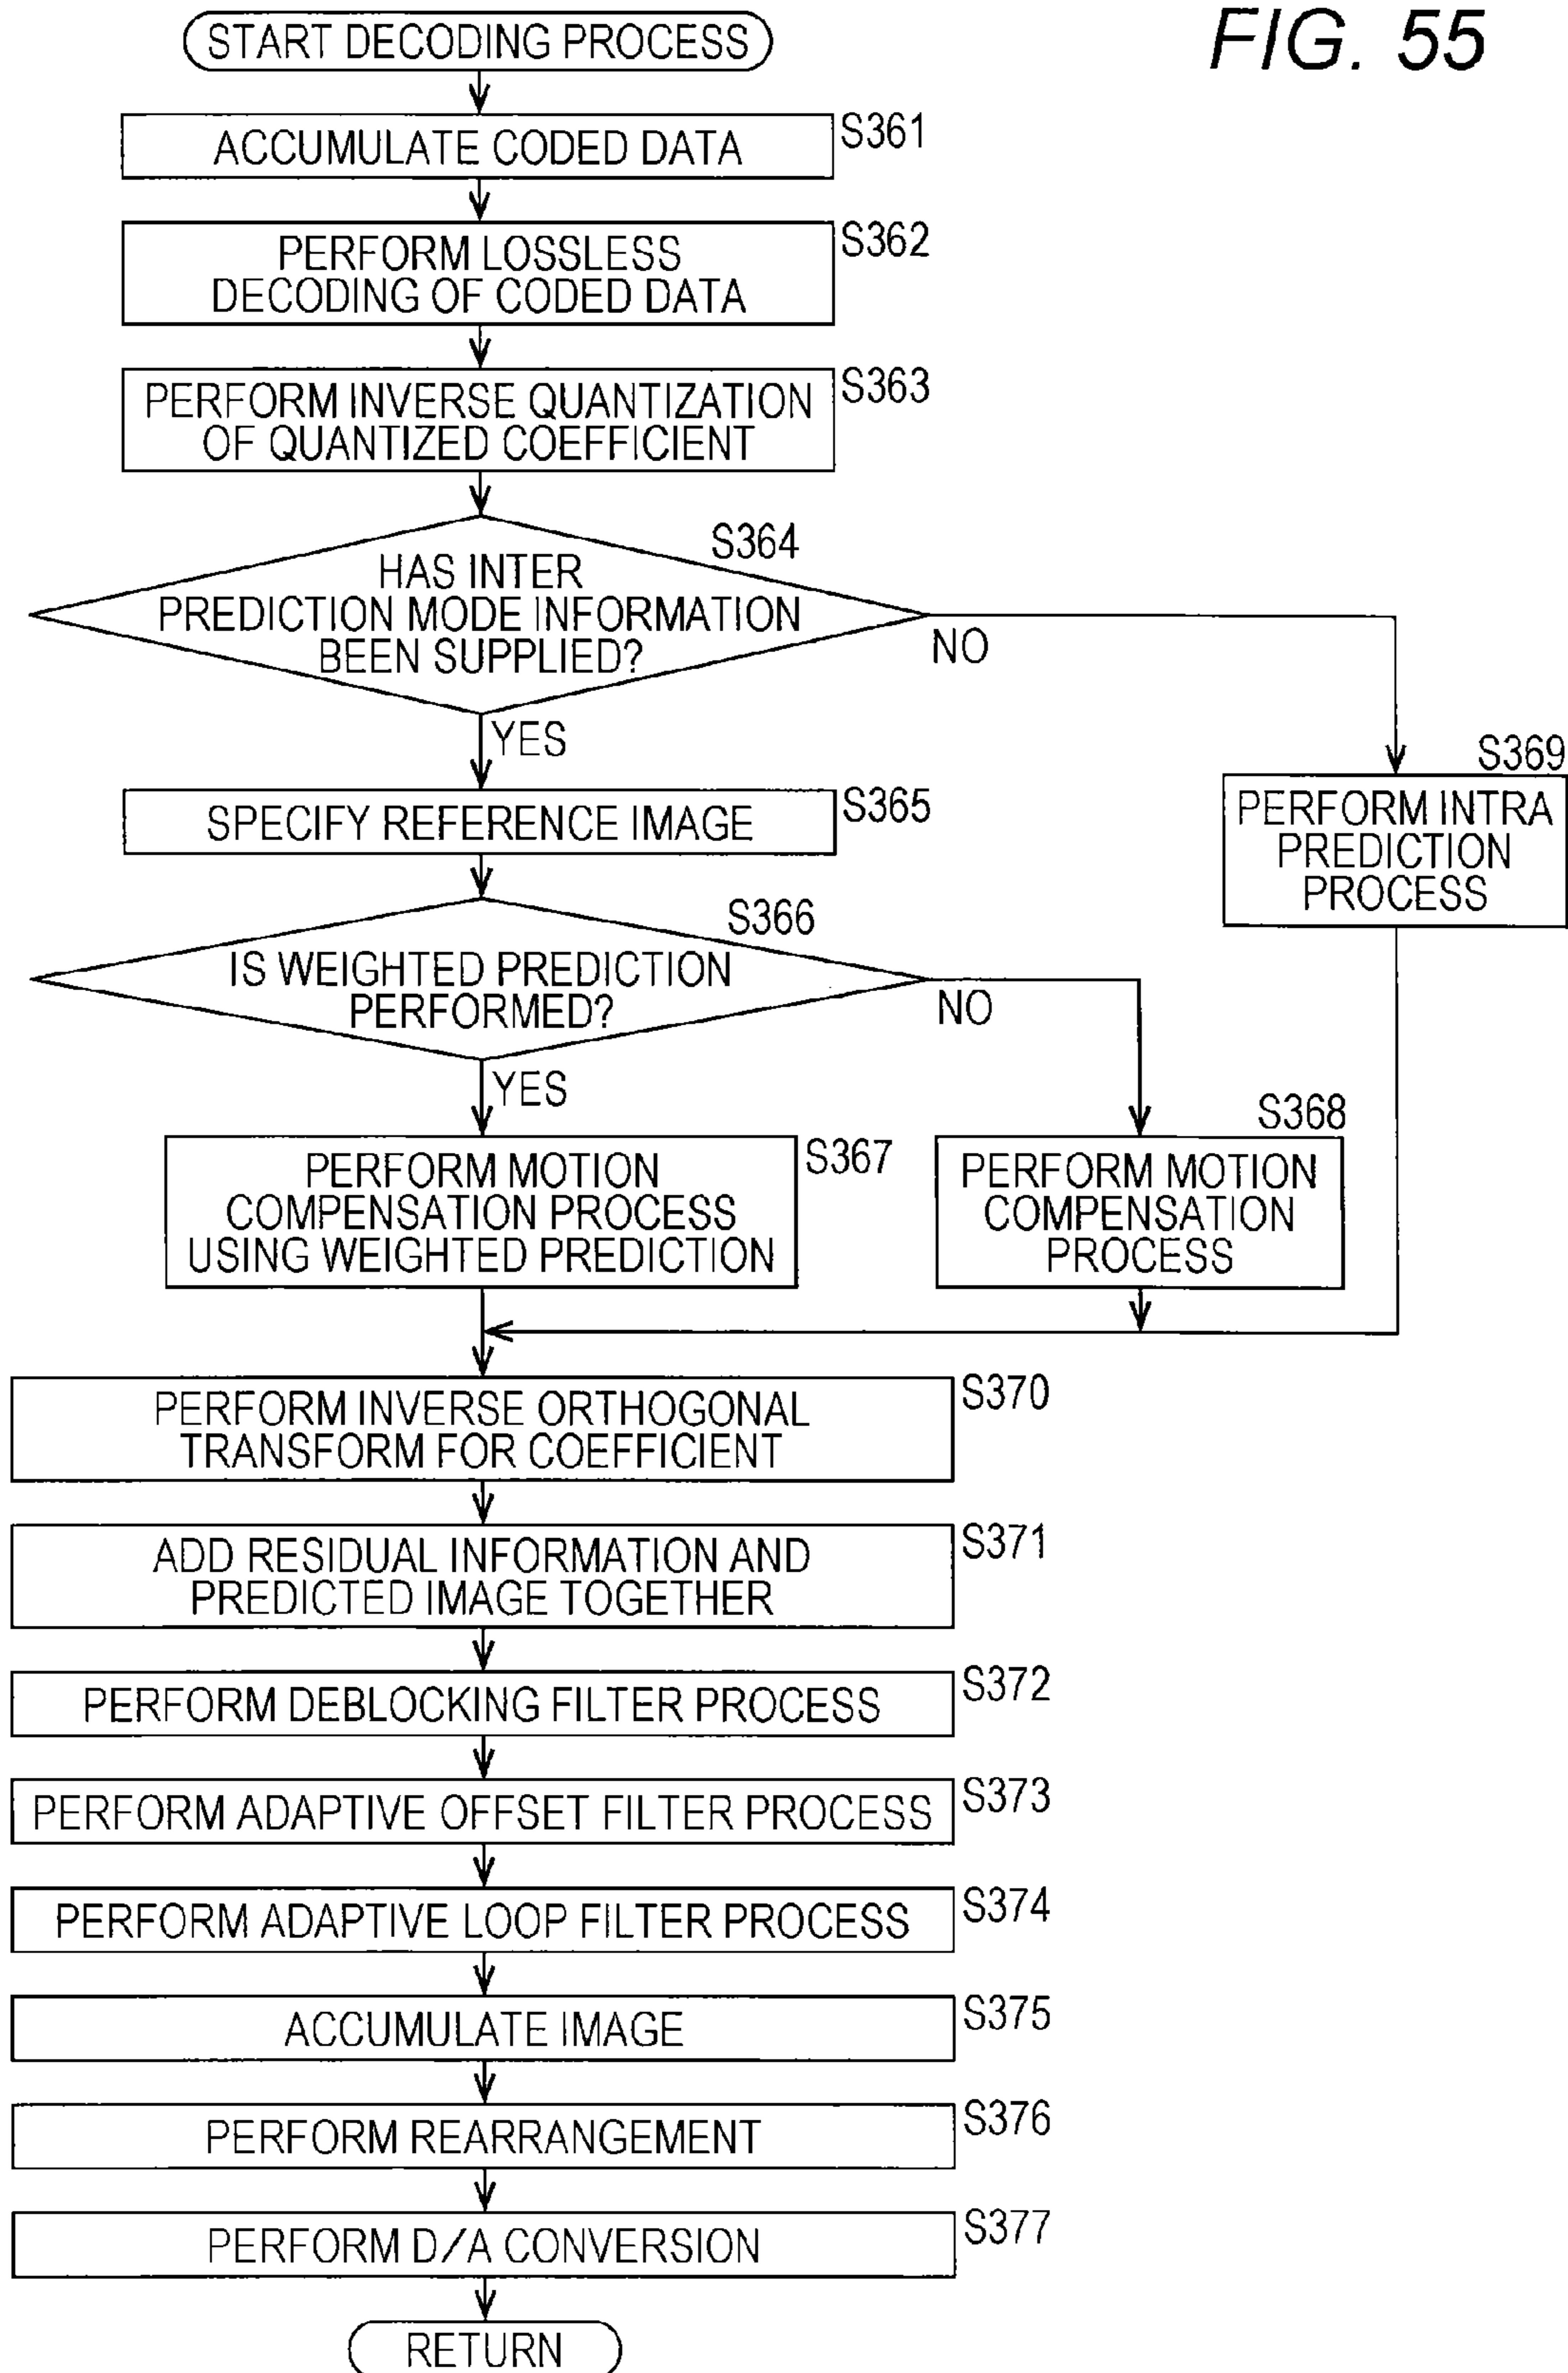 FIG. 55
START DECODING PROCESS
ACCUMULATE CODED DATA
S361
PERFORM LOSSLESS
DECODING OF CODED DATA
S362
PERFORM INVERSE QUANTIZATION
OF QUANTIZED COEFFICIENT
S363
S364
HAS INTER
PREDICTION MODE INFORMATION
BEEN SUPPLIED?
NO
YES
S365
SPECIFY REFERENCE IMAGE
S369
PERFORM INTRA
PREDICTION
PROCESS
S366
IS WEIGHTED PREDICTION
PERFORMED?
NO
YES
S367
PERFORM MOTION
COMPENSATION PROCESS
USING WEIGHTED PREDICTION
S368
PERFORM MOTION
COMPENSATION
PROCESS
S370
PERFORM INVERSE ORTHOGONAL
TRANSFORM FOR COEFFICIENT
S371
ADD RESIDUAL INFORMATION AND
PREDICTED IMAGE TOGETHER
S372
PERFORM DEBLOCKING FILTER PROCESS
S373
PERFORM ADAPTIVE OFFSET FILTER PROCESS
S374
PERFORM ADAPTIVE LOOP FILTER PROCESS
S375
ACCUMULATE IMAGE
S376
PERFORM REARRANGEMENT
S377
PERFORM D/A CONVERSION
RETURN